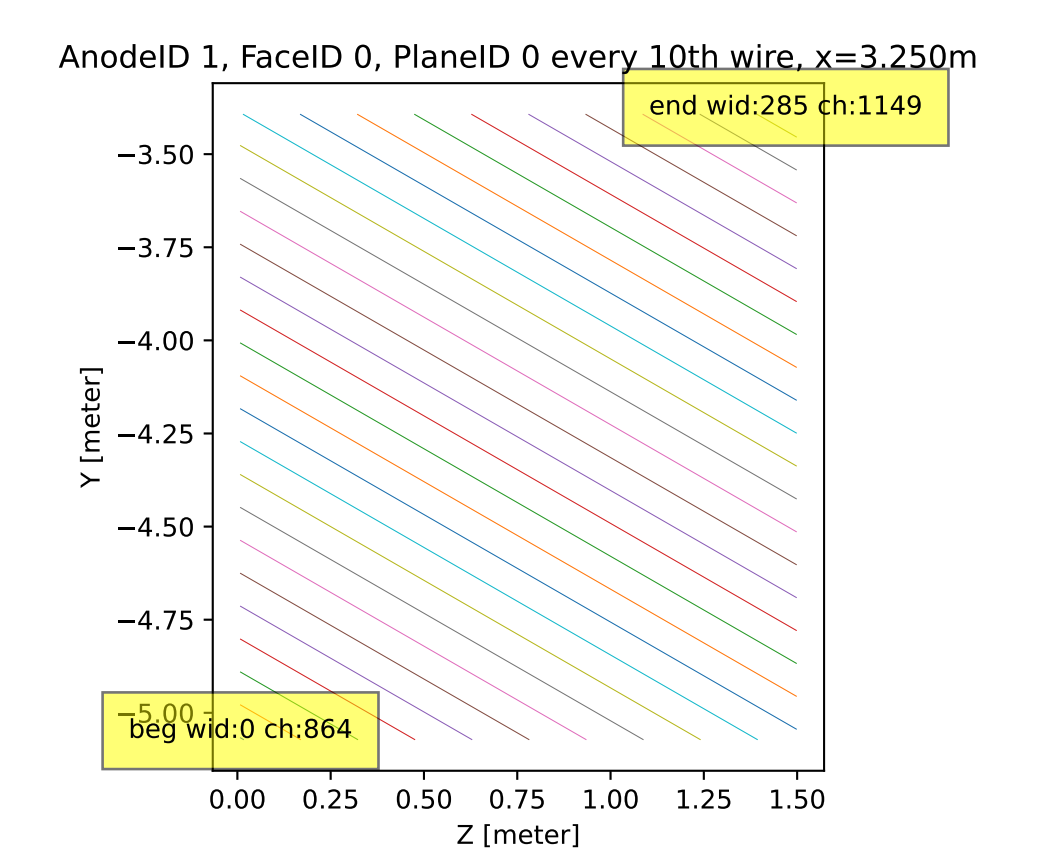 AnodeID 1, FaceID 0, PlaneID 0 every 10th wire, x=3.250m
end wid:285 ch:1149
−3.50
−3.75
−4.00
−4.25
−4.50
−4.75
−5.00
Y [meter]
beg wid:0 ch:864
0.00 0.25 0.50 0.75 1.00 1.25 1.50
Z [meter]